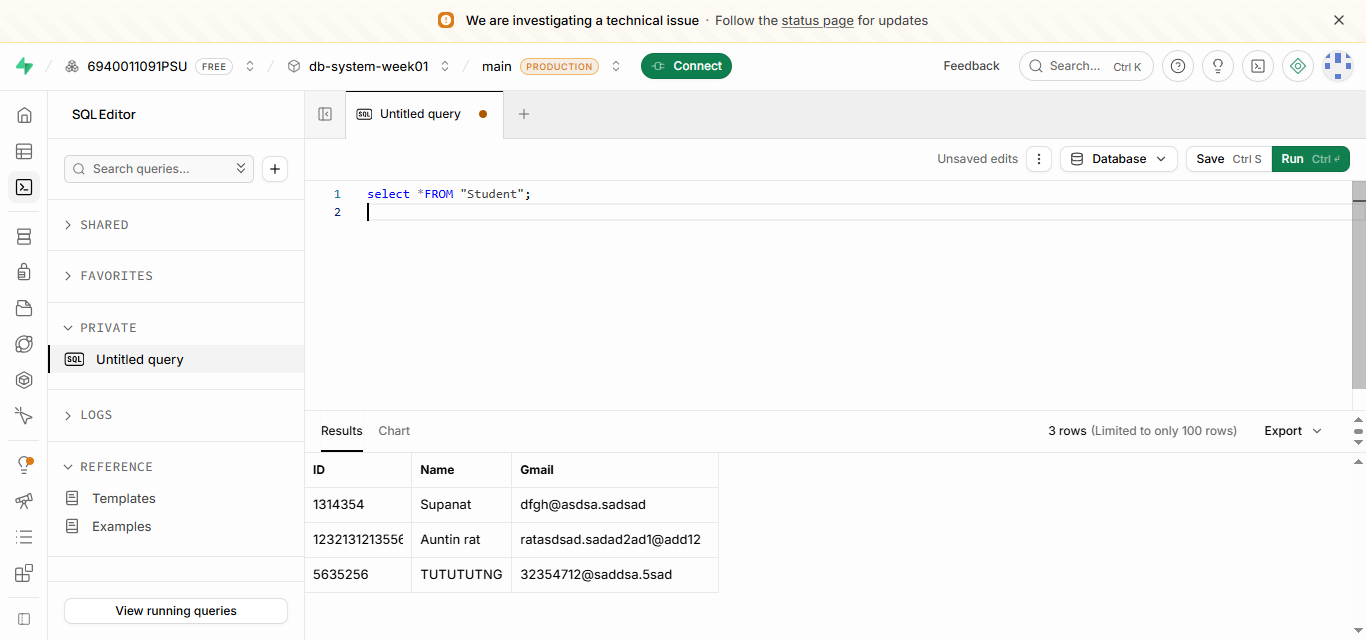 We are investigating a technical issue · Follow the status page for updates
6940011091PSU FREE / db-system-week01 / main PRODUCTION Connect Feedback Search... Ctrl K
SQL Editor
SQL Untitled query
Search queries...
Unsaved edits Database Save Ctrl S Run Ctrl ↵
1 select *FROM "Student";
2
SHARED
FAVORITES
PRIVATE
SQL Untitled query
LOGS
REFERENCE
Templates
Examples
View running queries
Results Chart 3 rows (Limited to only 100 rows) Export
ID Name Gmail
1314354 Supanat dfgh@asdsa.sadsad
1232131213556 Auntin rat ratasdsad.sadad2ad1@add12
5635256 TUTUTUTNG 32354712@saddsa.5sad